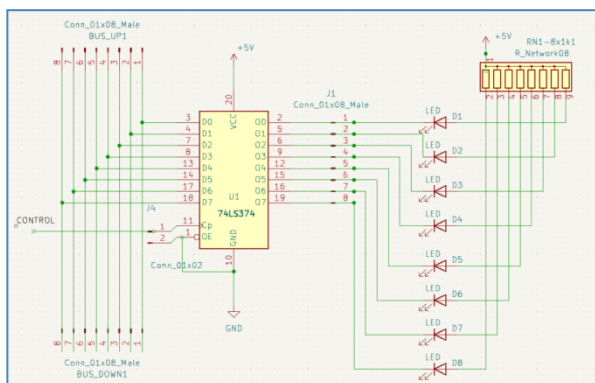 Conn_01x08_Male
BUS_UP1
8 7 6 5 4 3 2 1
+5V
+5V
RN1-8x1k1
R_Network08
1
2 3 4 5 6 7 8 9
J1
Conn_01x08_Male
20
VCC
3 D0 O0 2 1 LED D1
4 D1 O1 5 2 LED D2
7 D2 O2 6 3 LED D3
8 D3 O3 9 4 LED D4
13 D4 O4 12 5 LED D5
14 D5 O5 15 6 LED D6
17 D6 O6 16 7 LED D7
18 D7 O7 19 8 LED D8
U1
74LS374
CONTROL
J4
1 11 Cp
2 1 OE
GND
10
Conn_01x02
GND
8 7 6 5 4 3 2 1
Conn_01x08_Male
BUS_DOWN1